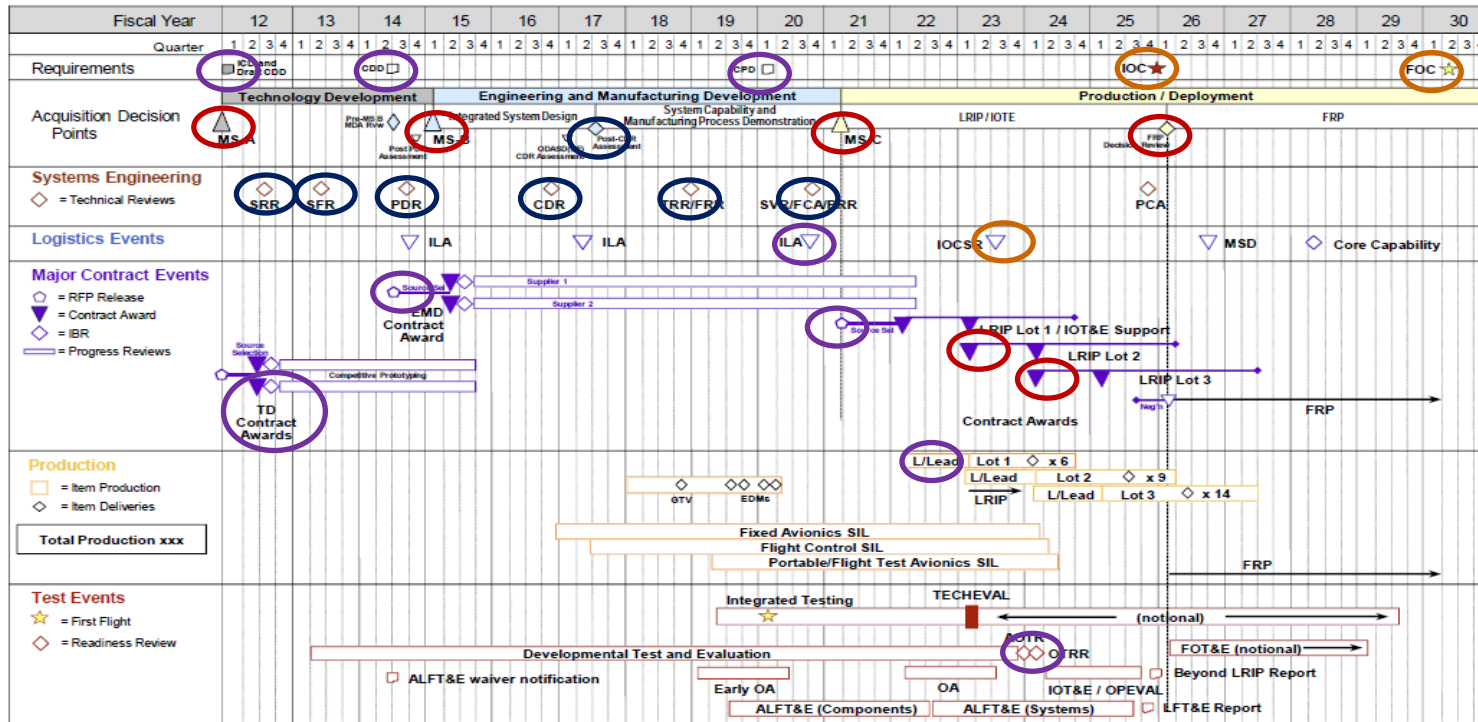 Fiscal Year 12 13 14 15 16 17 18 19 20 21 22 23 24 25 26 27 28 29 30
Quarter 1 2 3 4 1 2 3 4 1 2 3 4 1 2 3 4 1 2 3 4 1 2 3 4 1 2 3 4 1 2 3 4 1 2 3 4 1 2 3 4 1 2 3 4 1 2 3 4 1 2 3 4 1 2 3 4 1 2 3 4 1 2 3 4 1 2 3 4 1 2 3 4 1 2 3 4
Requirements
ICD and
Draft CDD
CDD
CPD
IOC
FOC
Technology Development
Engineering and Manufacturing Development
Production / Deployment
Acquisition Decision
Points
MS-A
Pre-MS-B
MDA Rvw
Post PDR
Assessment
MS-B
Integrated System Design
ODASD(SE)
CDR Assessment
Post-CDR
Assessment
System Capability and
Manufacturing Process Demonstration
MS-C
LRIP / IOTE
FRP
Decision Review
FRP
Systems Engineering
= Technical Reviews
SRR
SFR
PDR
CDR
TRR/FRR
SVR/FCA/PRR
PCA
Logistics Events
ILA
ILA
ILA
IOCSR
MSD
Core Capability
Major Contract Events
= RFP Release
= Contract Award
= IBR
= Progress Reviews
Source
Selection
Competitive Prototyping
TD
Contract
Awards
Source Sel
Supplier 1
Supplier 2
EMD
Contract
Award
Source Sel
LRIP Lot 1 / IOT&E Support
LRIP Lot 2
LRIP Lot 3
Neg'n
FRP
Contract Awards
Production
= Item Production
= Item Deliveries
Total Production xxx
GTV
EDMs
L/Lead Lot 1 x 6
L/Lead Lot 2 x 9
LRIP L/Lead Lot 3 x 14
Fixed Avionics SIL
Flight Control SIL
Portable/Flight Test Avionics SIL
FRP
Test Events
= First Flight
= Readiness Review
Integrated Testing
TECHEVAL
(notional)
AOTR
Developmental Test and Evaluation
OTRR
FOT&E (notional)
ALFT&E waiver notification
Early OA
OA
IOT&E / OPEVAL
Beyond LRIP Report
ALFT&E (Components)
ALFT&E (Systems)
LFT&E Report